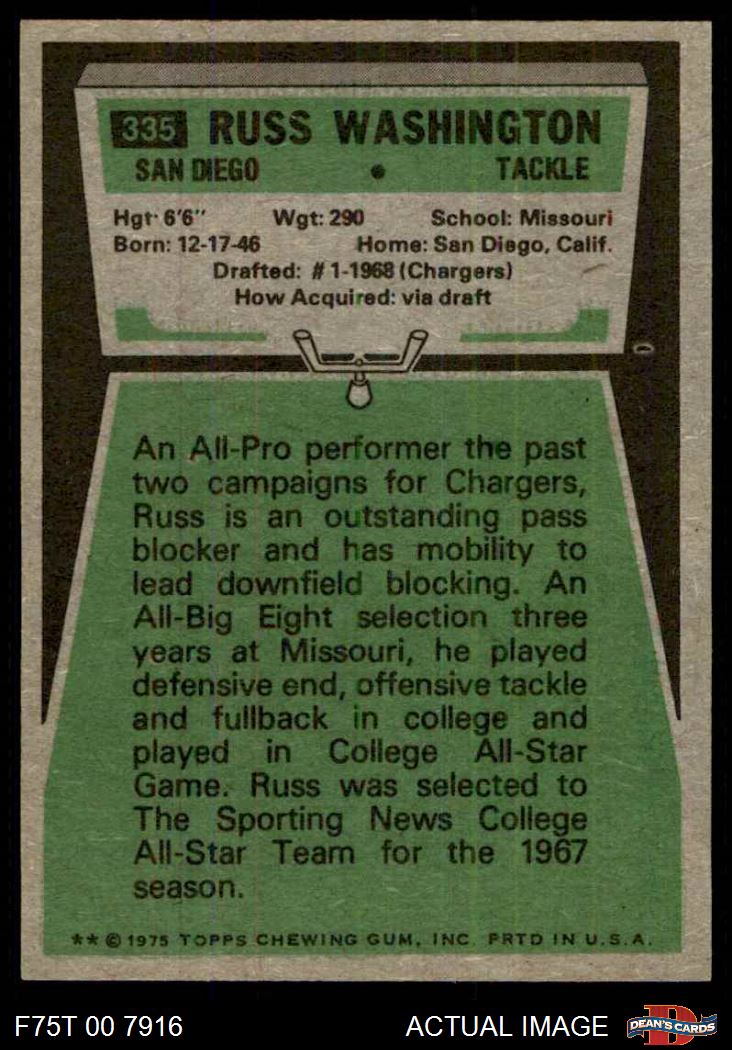 335 RUSS WASHINGTON
SAN DIEGO • TACKLE
Hgt: 6'6" Wgt: 290 School: Missouri
Born: 12-17-46 Home: San Diego, Calif.
Drafted: #1-1968 (Chargers)
How Acquired: via draft
An All-Pro performer the past
two campaigns for Chargers,
Russ is an outstanding pass
blocker and has mobility to
lead downfield blocking. An
All-Big Eight selection three
years at Missouri, he played
defensive end, offensive tackle
and fullback in college and
played in College All-Star
Game. Russ was selected to
The Sporting News College
All-Star Team for the 1967
season.
** © 1975 TOPPS CHEWING GUM, INC. PRTD IN U.S.A.
F75T 00 7916 ACTUAL IMAGE D DEAN'S CARDS